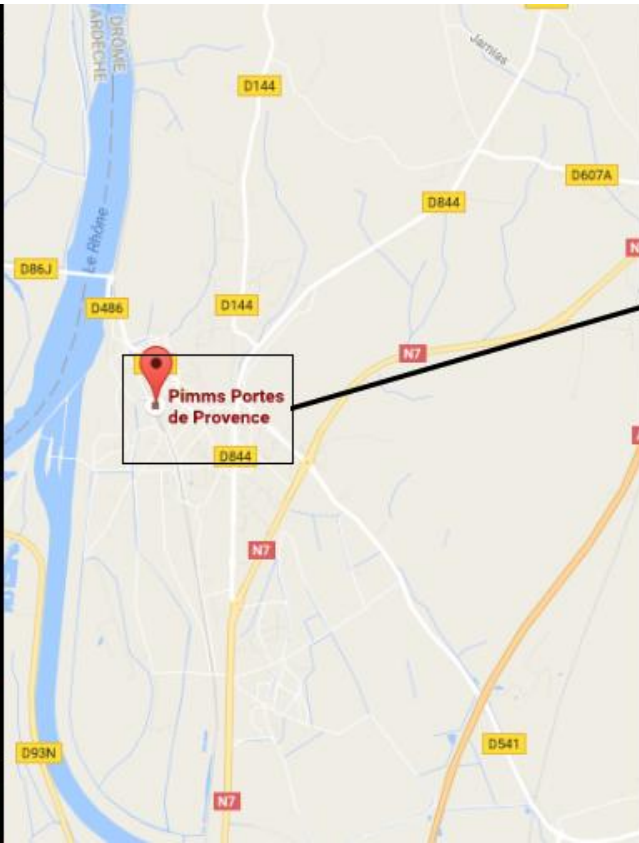 DRÔME
ARDÈCHE
Jarnias
D144
D607A
D844
Le Rhône
D86J
D486
D144
N7
Pimms Portes
de Provence
D844
N7
D93N
D541
N7